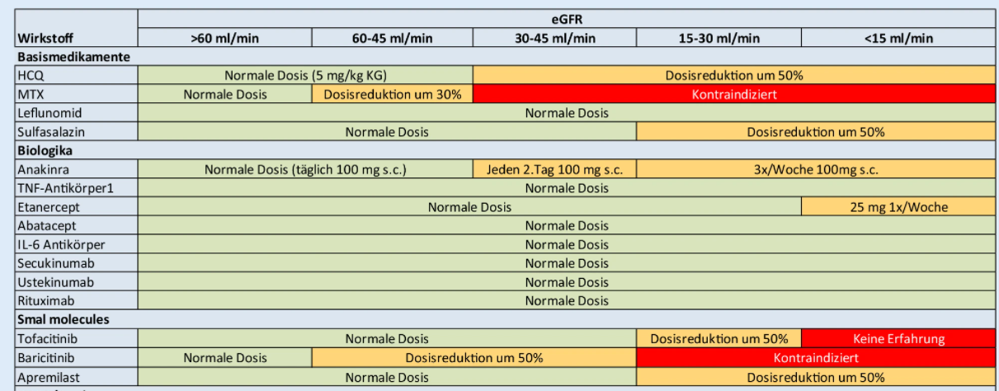 eGFR
Wirkstoff >60 ml/min 60-45 ml/min 30-45 ml/min 15-30 ml/min <15 ml/min
Basismedikamente
HCQ Normale Dosis (5 mg/kg KG) Dosisreduktion um 50%
MTX Normale Dosis Dosisreduktion um 30% Kontraindiziert
Leflunomid Normale Dosis
Sulfasalazin Normale Dosis Dosisreduktion um 50%
Biologika
Anakinra Normale Dosis (täglich 100 mg s.c.) Jeden 2.Tag 100 mg s.c. 3x/Woche 100mg s.c.
TNF-Antikörper1 Normale Dosis
Etanercept Normale Dosis 25 mg 1x/Woche
Abatacept Normale Dosis
IL-6 Antikörper Normale Dosis
Secukinumab Normale Dosis
Ustekinumab Normale Dosis
Rituximab Normale Dosis
Smal molecules
Tofacitinib Normale Dosis Dosisreduktion um 50% Keine Erfahrung
Baricitinib Normale Dosis Dosisreduktion um 50% Kontraindiziert
Apremilast Normale Dosis Dosisreduktion um 50%